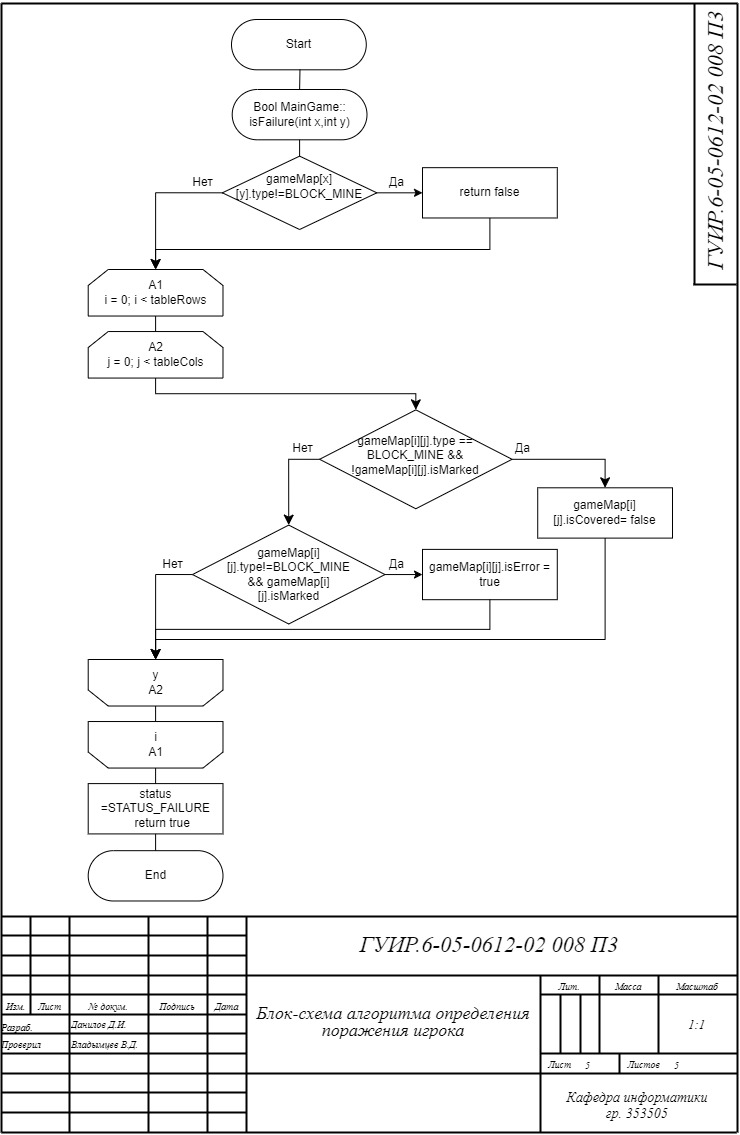 ГУИР.6-05-0612-02 008 ПЗ
Start
Bool MainGame::
isFailure(int x,int y)
gameMap[x]
[y].type!=BLOCK_MINE
Нет
Да
return false
A1
i = 0; i < tableRows
A2
j = 0; j < tableCols
gameMap[i][j].type ==
BLOCK_MINE &&
!gameMap[i][j].isMarked
Нет
Да
gameMap[i]
[j].isCovered= false
gameMap[i]
[j].type!=BLOCK_MINE
&& gameMap[i]
[j].isMarked
Нет
Да
gameMap[i][j].isError =
true
y
A2
i
A1
status
=STATUS_FAILURE
return true
End
ГУИР.6-05-0612-02 008 ПЗ
Изм. Лист № докум. Подпись Дата
Разраб. Данилов Д.И.
Проверил Владымцев В.Д.
Блок-схема алгоритма определения
поражения игрока
Лит. Масса Масштаб
1:1
Лист 5 Листов 5
Кафедра информатики
гр. 353505